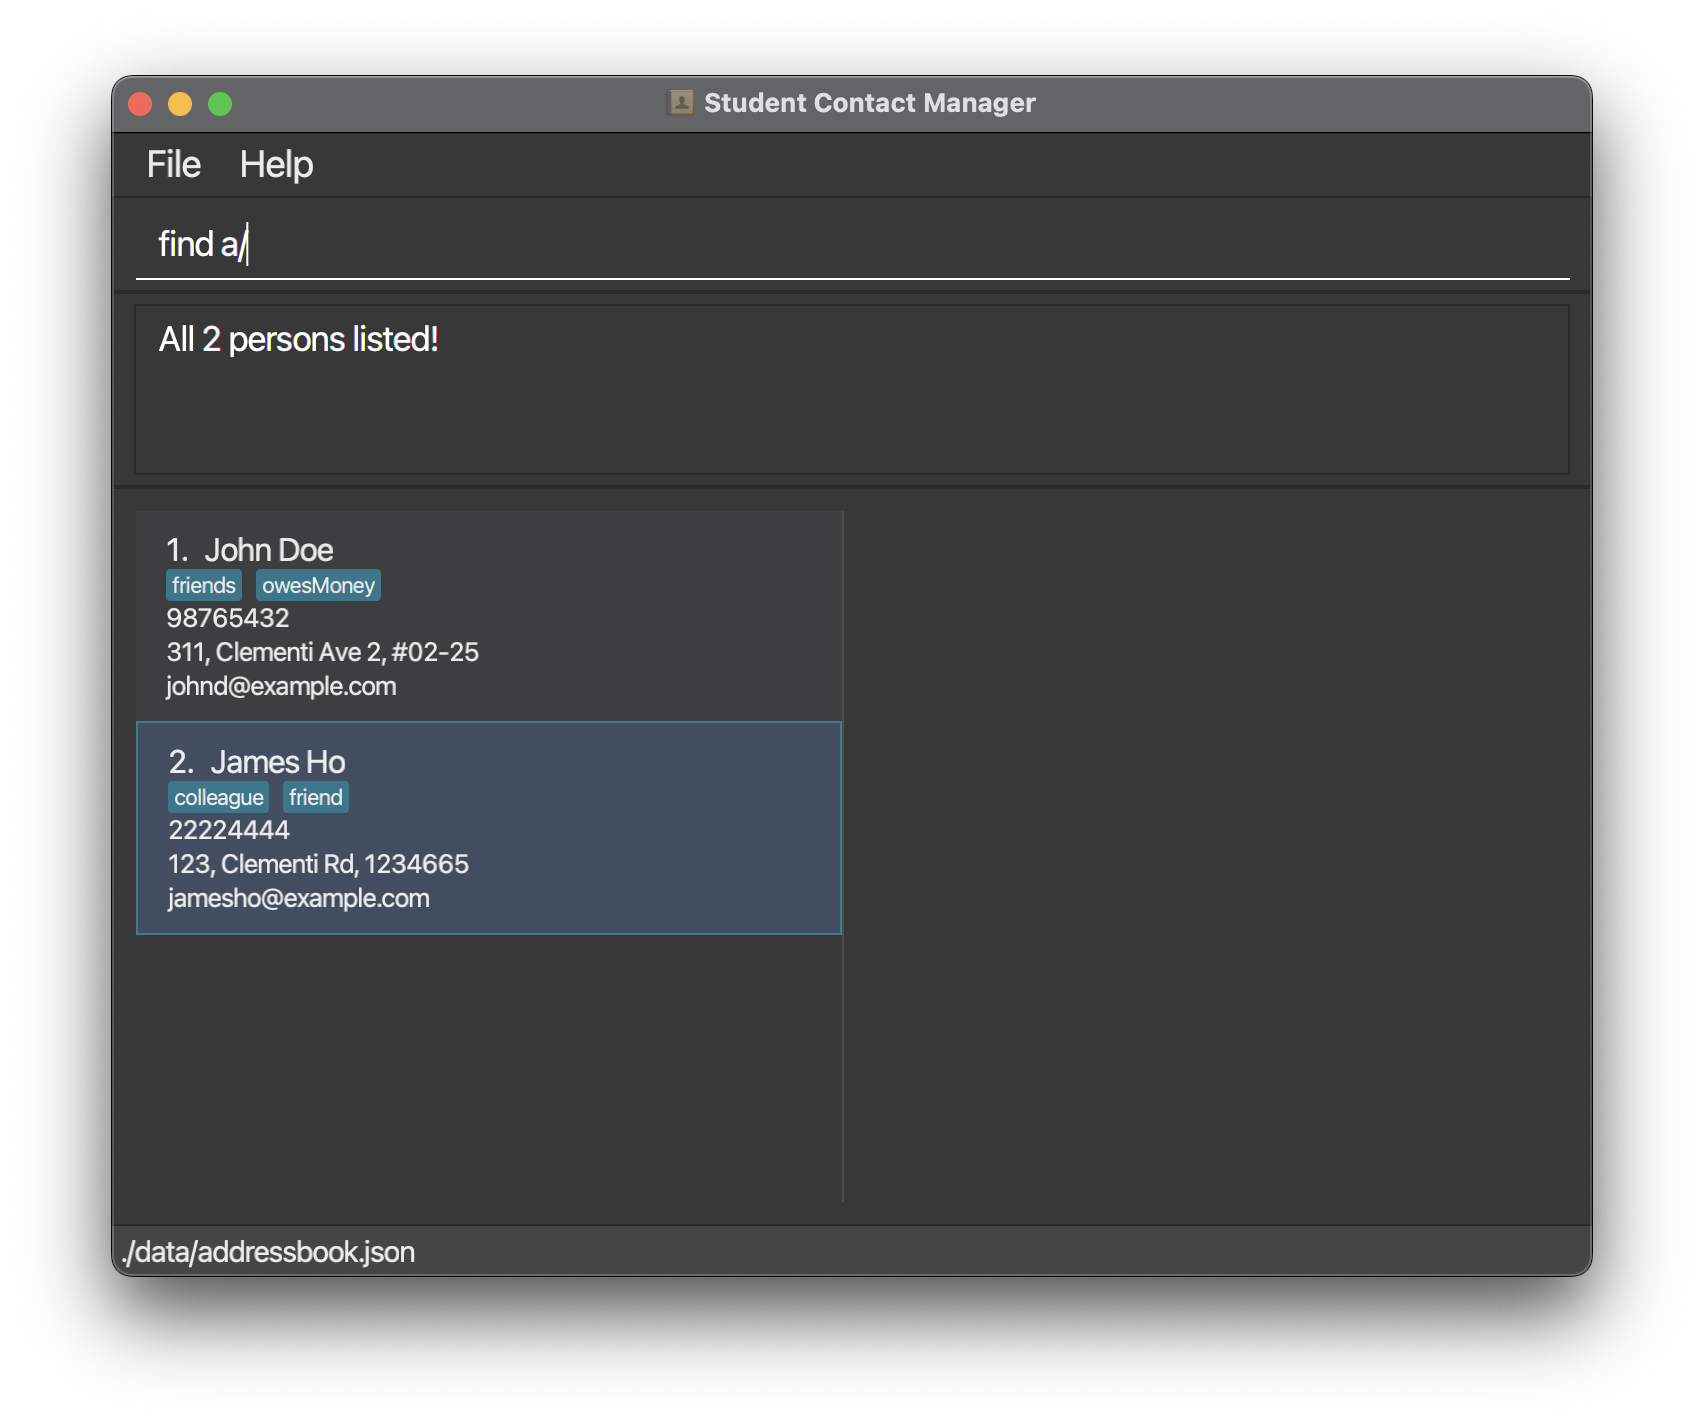 Student Contact Manager
File Help
find a/
All 2 persons listed!
1. John Doe
friends owesMoney
98765432
311, Clementi Ave 2, #02-25
johnd@example.com
2. James Ho
colleague friend
22224444
123, Clementi Rd, 1234665
jamesho@example.com
./data/addressbook.json